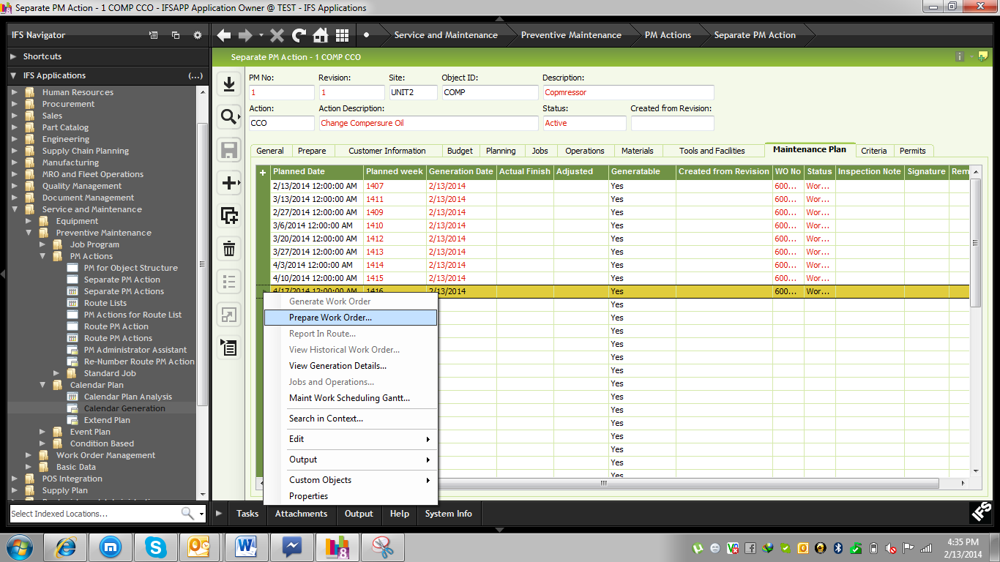 Separate PM Action - 1 COMP CCO - IFSAPP Application Owner @ TEST - IFS Applications
IFS Navigator
Service and Maintenance
Preventive Maintenance
PM Actions
Separate PM Action
Shortcuts
Separate PM Action - 1 COMP CCO
IFS Applications
(...)
Human Resources
Procurement
Sales
Part Catalog
Engineering
Supply Chain Planning
Manufacturing
MRO and Fleet Operations
Quality Management
Document Management
Service and Maintenance
Equipment
Preventive Maintenance
Job Program
PM Actions
PM for Object Structure
Separate PM Action
Separate PM Actions
Route Lists
PM Actions for Route List
Route PM Action
Route PM Actions
PM Administrator Assistant
Re-Number Route PM Action
Standard Job
Calendar Plan
Calendar Plan Analysis
Calendar Generation
Extend Plan
Event Plan
Condition Based
Work Order Management
Basic Data
POS Integration
Supply Plan
Select Indexed Locations...
PM No: Revision: Site: Object ID: Description:
1 1 UNIT2 COMP Copmressor
Action: Action Description: Status: Created from Revision:
CCO Change Compersure Oil Active
General Prepare Customer Information Budget Planning Jobs Operations Materials Tools and Facilities Maintenance Plan Criteria Permits
Planned Date Planned week Generation Date Actual Finish Adjusted Generatable Created from Revision WO No Status Inspection Note Signature Rem
2/13/2014 12:00:00 AM 1407 2/13/2014 Yes 600... Wor...
3/13/2014 12:00:00 AM 1411 2/13/2014 Yes 600... Wor...
2/27/2014 12:00:00 AM 1409 2/13/2014 Yes 600... Wor...
3/6/2014 12:00:00 AM 1410 2/13/2014 Yes 600... Wor...
3/20/2014 12:00:00 AM 1412 2/13/2014 Yes 600... Wor...
3/27/2014 12:00:00 AM 1413 2/13/2014 Yes 600... Wor...
4/3/2014 12:00:00 AM 1414 2/13/2014 Yes 600... Wor...
4/10/2014 12:00:00 AM 1415 2/13/2014 Yes 600... Wor...
4/17/2014 12:00:00 AM 1416 2/13/2014 Yes 600... Wor...
Yes
Yes
Yes
Yes
Yes
Yes
Yes
Yes
Yes
Yes
Yes
Yes
Yes
Yes
Generate Work Order
Prepare Work Order...
Report In Route...
View Historical Work Order...
View Generation Details...
Jobs and Operations...
Maint Work Scheduling Gantt...
Search in Context...
Edit
Output
Custom Objects
Properties
Tasks Attachments Output Help System Info
IFS
4:35 PM
2/13/2014